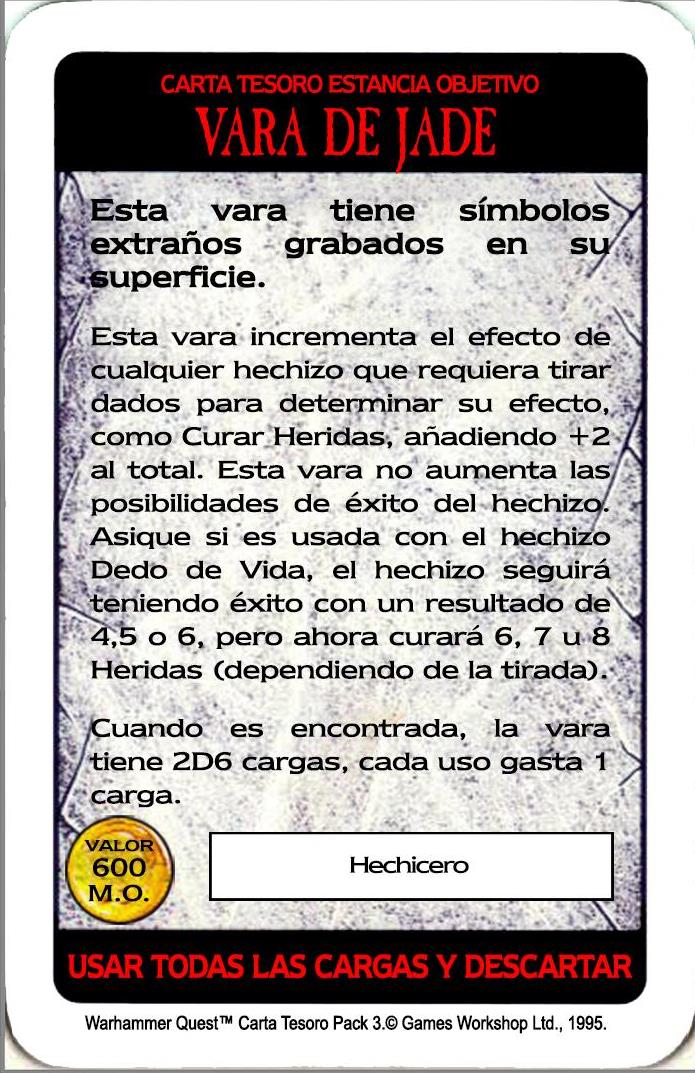 CARTA TESORO ESTANCIA OBJETIVO
VARA DE JADE
Esta vara tiene símbolos
extraños grabados en su
superficie.
Esta vara incrementa el efecto de
cualquier hechizo que requiera tirar
dados para determinar su efecto,
como Curar Heridas, añadiendo +2
al total. Esta vara no aumenta las
posibilidades de éxito del hechizo.
Asique si es usada con el hechizo
Dedo de Vida, el hechizo seguirá
teniendo éxito con un resultado de
4,5 o 6, pero ahora curará 6, 7 u 8
Heridas (dependiendo de la tirada).
Cuando es encontrada, la vara
tiene 2D6 cargas, cada uso gasta 1
carga.
VALOR
600
M.O.
Hechicero
USAR TODAS LAS CARGAS Y DESCARTAR
Warhammer Quest™ Carta Tesoro Pack 3.© Games Workshop Ltd., 1995.